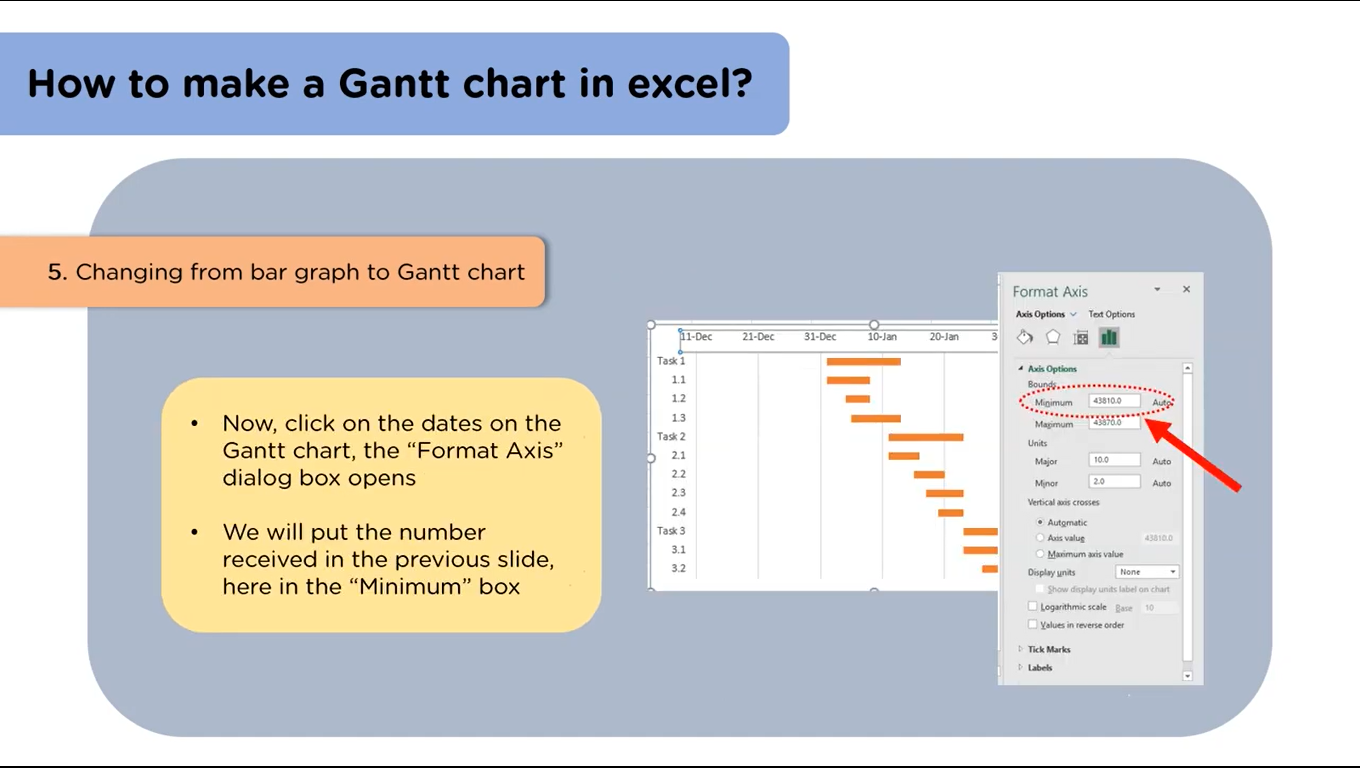 How to make a Gantt chart in excel?
5. Changing from bar graph to Gantt chart
• Now, click on the dates on the
Gantt chart, the “Format Axis”
dialog box opens
• We will put the number
received in the previous slide,
here in the “Minimum” box
11-Dec 21-Dec 31-Dec 10-Jan 20-Jan 3
Task 1
1.1
1.2
1.3
Task 2
2.1
2.2
2.3
2.4
Task 3
3.1
3.2
Format Axis
Axis Options Text Options
Axis Options
Bounds
Minimum 43810.0 Auto
Maximum 43870.0
Units
Major 10.0 Auto
Minor 2.0 Auto
Vertical axis crosses
Automatic
Axis value 43810.0
Maximum axis value
Display units None
Show display units label on chart
Logarithmic scale Base 10
Values in reverse order
Tick Marks
Labels